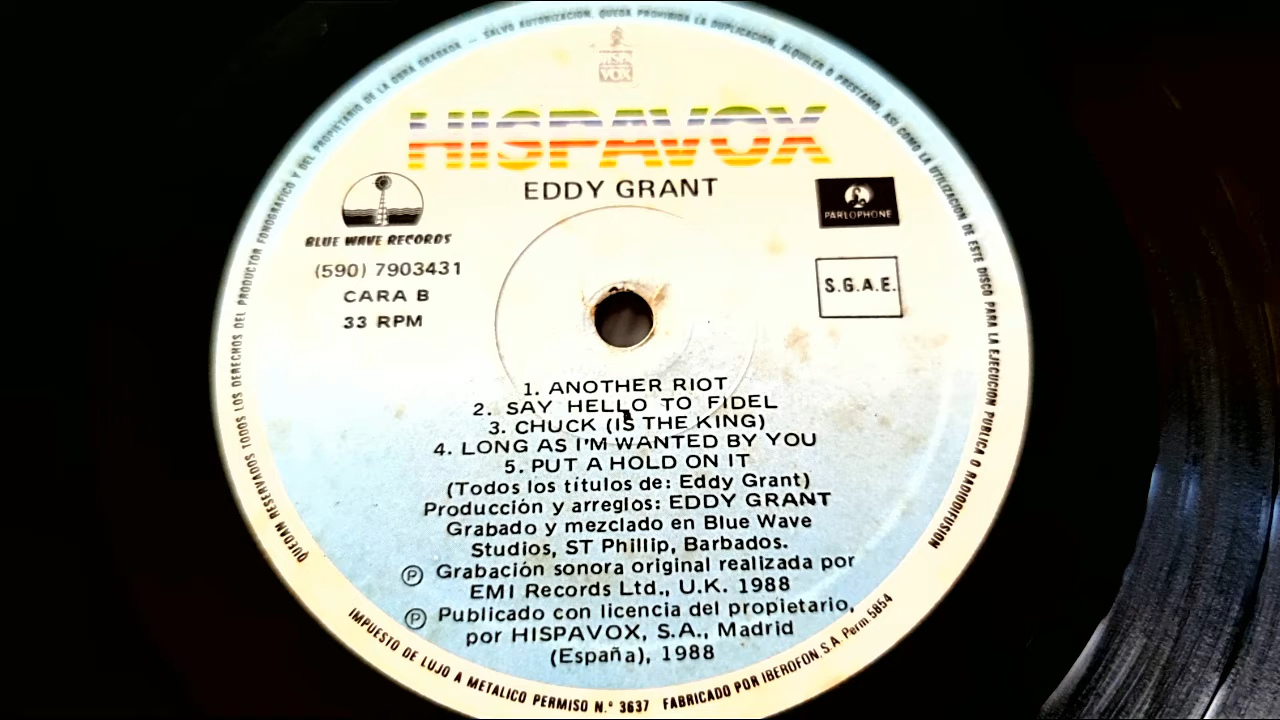 QUEDAN RESERVADOS TODOS LOS DERECHOS DEL PRODUCTOR FONOGRAFICO Y DEL PROPIETARIO DE LA OBRA GRABADA — SALVO AUTORIZACION, QUEDA PROHIBIDA LA DUPLICACION, ALQUILER O PRESTAMO, ASI COMO LA UTILIZACION DE ESTE DISCO PARA LA EJECUCION PUBLICA O RADIODIFUSION
HISPAVOX
EDDY GRANT
BLUE WAVE RECORDS
PARLOPHONE
(590) 7903431
CARA B
33 RPM
S.G.A.E.
1. ANOTHER RIOT
2. SAY HELLO TO FIDEL
3. CHUCK (IS THE KING)
4. LONG AS I'M WANTED BY YOU
5. PUT A HOLD ON IT
(Todos los títulos de: Eddy Grant)
Producción y arreglos: EDDY GRANT
Grabado y mezclado en Blue Wave
Studios, ST Phillip, Barbados.
Ⓟ Grabación sonora original realizada por
EMI Records Ltd., U.K. 1988
Ⓟ Publicado con licencia del propietario,
por HISPAVOX, S.A., Madrid
(España), 1988
IMPUESTO DE LUJO A METALICO PERMISO N.º 3637 FABRICADO POR IBEROFON, S.A. Perm 5854